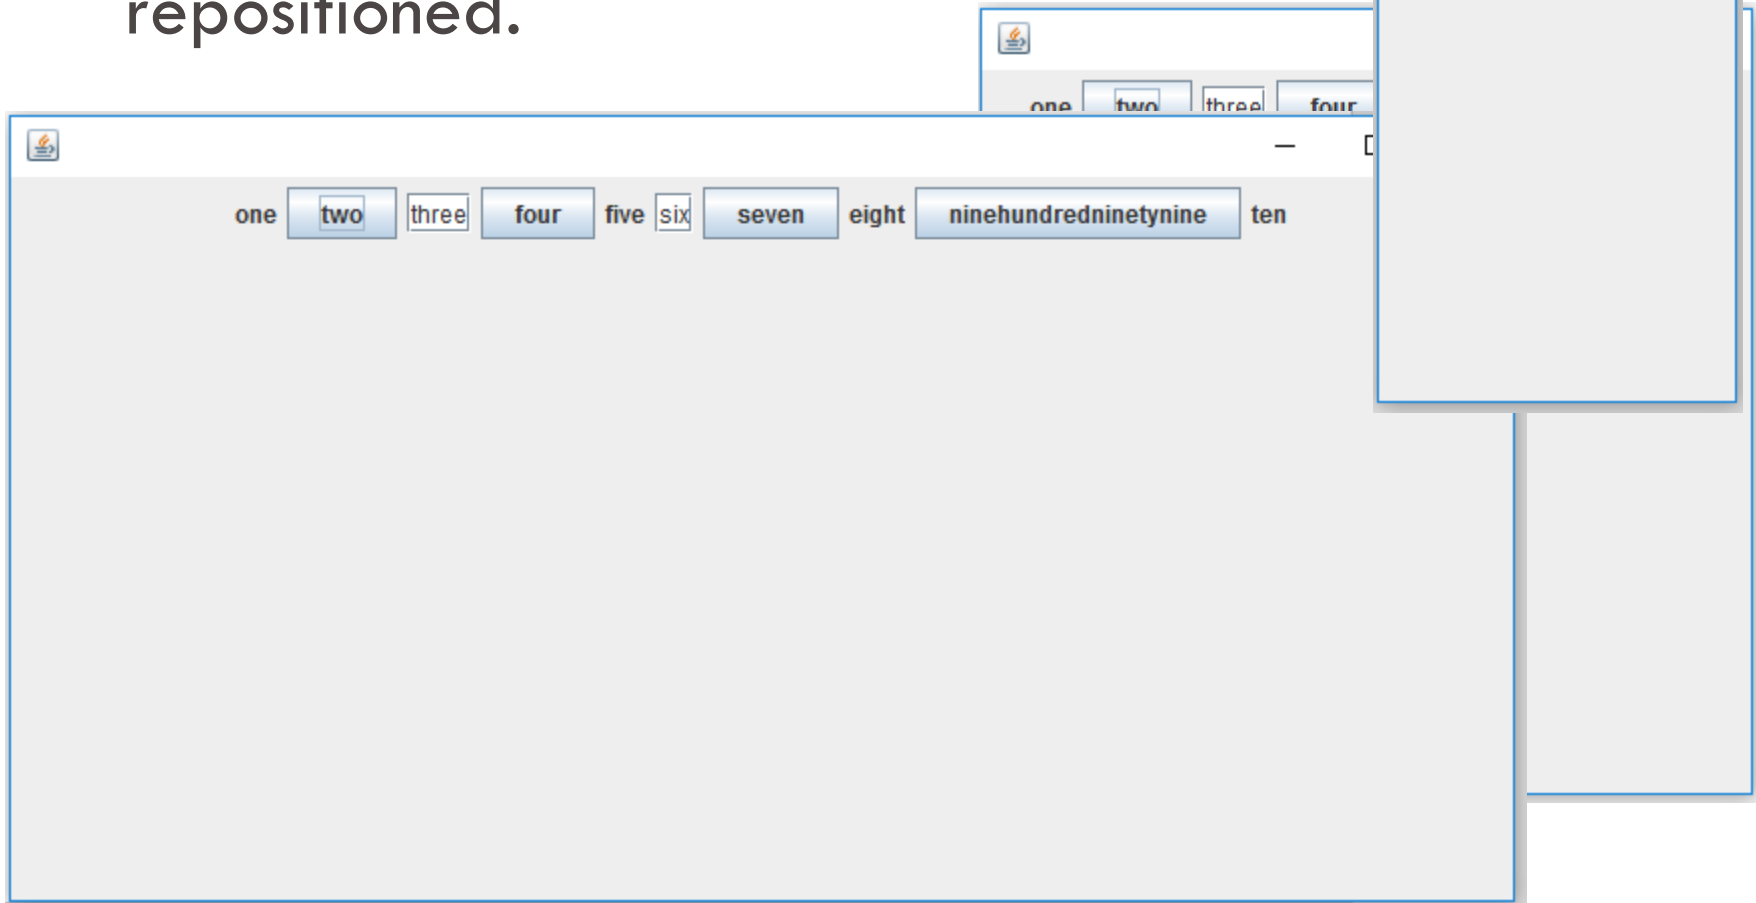 repositioned.
one two three four
one two three four five six seven eight ninehundredninetynine ten